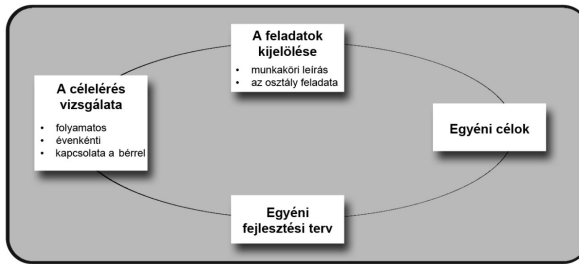 A feladatok
kijelölése
• munkaköri leírás
• az osztály feladata
A célelérés
vizsgálata
• folyamatos
• évenkénti
• kapcsolata a bérrel
Egyéni célok
Egyéni
fejlesztési terv